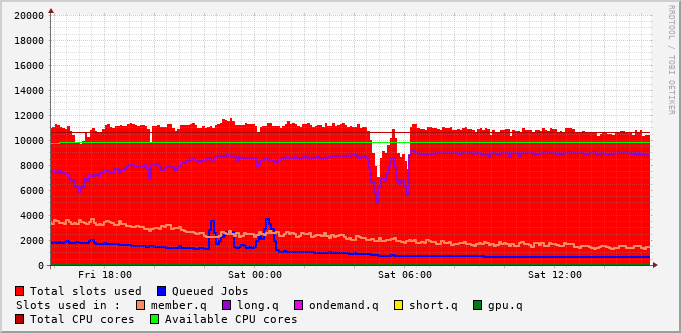 RRDTOOL / TOBI OETIKER
20000
18000
16000
14000
12000
10000
8000
6000
4000
2000
0
Fri 18:00 Sat 00:00 Sat 06:00 Sat 12:00
Total slots used Queued Jobs
Slots used in : member.q long.q ondemand.q short.q gpu.q
Total CPU cores Available CPU cores